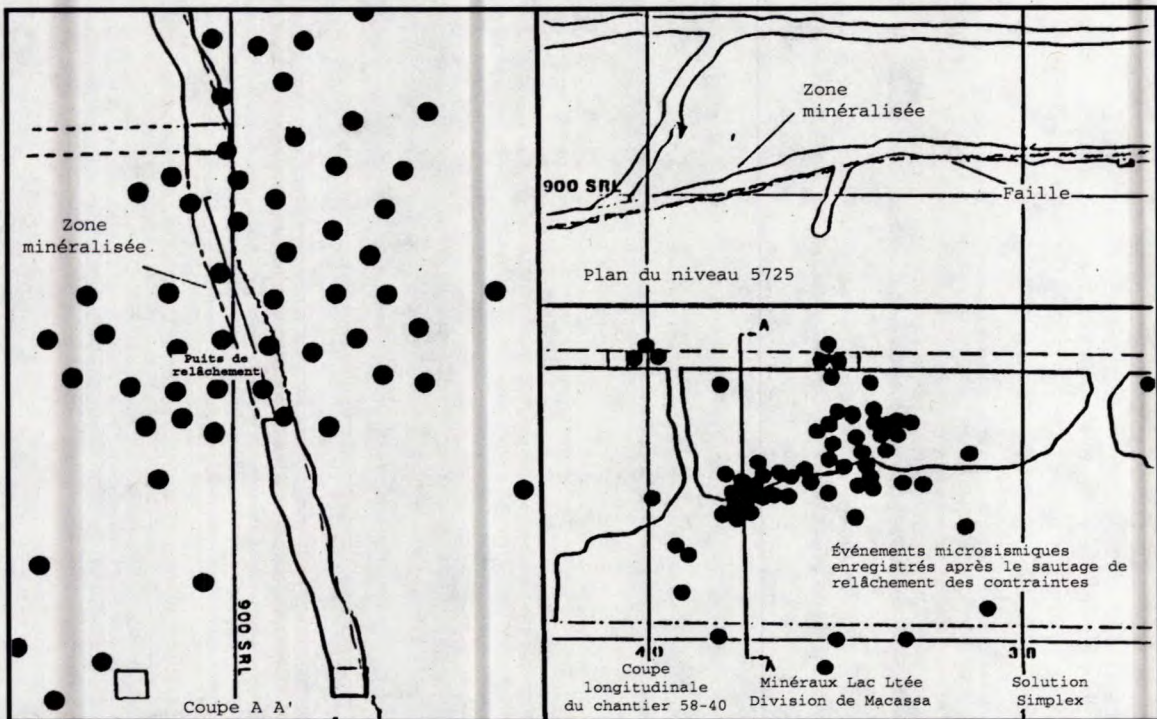 Zone
minéralisée
Puits de
relâchement
900 SRL
Coupe A A'
Zone
minéralisée
900 SRL
Faille
Plan du niveau 5725
A
Événements microsismiques
enregistrés après le sautage de
relâchement des contraintes
A
Coupe
longitudinale
du chantier 58-40
Minéraux Lac Ltée
Division de Macassa
Solution
Simplex